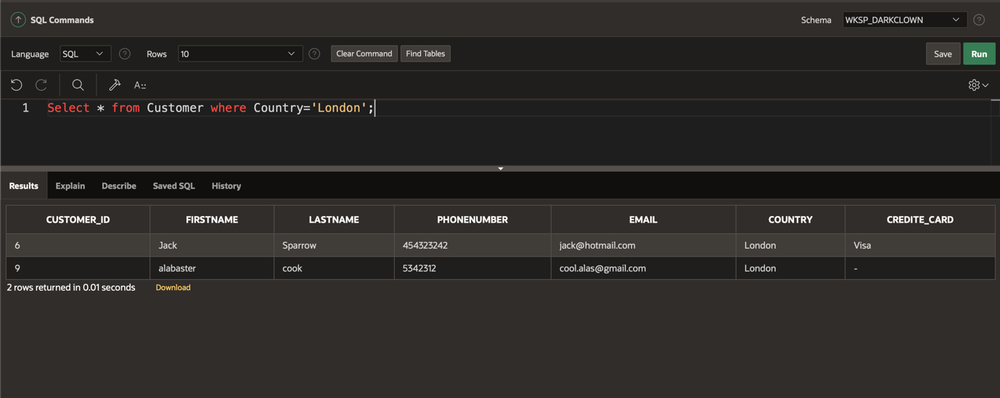 SQL Commands Schema WKSP_DARKCLOWN ?
Language SQL ? Rows 10 ? Clear Command Find Tables Save Run
A::
1 Select * from Customer where Country='London';
Results Explain Describe Saved SQL History
CUSTOMER_ID FIRSTNAME LASTNAME PHONENUMBER EMAIL COUNTRY CREDITE_CARD
6 Jack Sparrow 454323242 jack@hotmail.com London Visa
9 alabaster cook 5342312 cool.alas@gmail.com London -
2 rows returned in 0.01 seconds Download